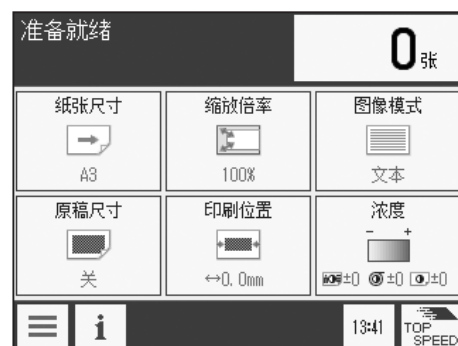 准备就绪
0张
纸张尺寸
A3
缩放倍率
100%
图像模式
文本
原稿尺寸
关
印刷位置
↔0.0mm
浓度
- +
±0 ±0 ±0
i
13:41
TOP
SPEED